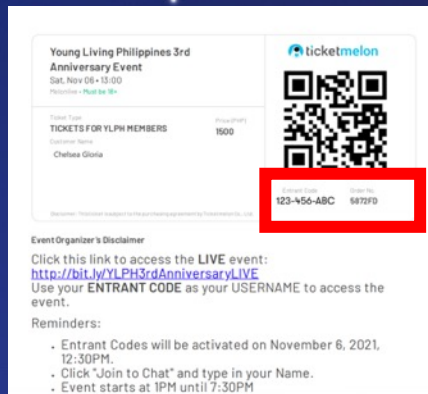 Young Living Philippines 3rd
Anniversary Event
Sat, Nov 06 • 13:00
Melonlive • Must be 18+
ticketmelon
Ticket Type
TICKETS FOR YLPH MEMBERS
Price (PHP)
1500
Customer Name
Chelsea Gloria
Entrant Code
123-456-ABC
Order No.
5872FD
Event Organizer's Disclaimer
Click this link to access the LIVE event:
http://bit.ly/YLPH3rdAnniversaryLIVE
Use your ENTRANT CODE as your USERNAME to access the
event.
Reminders:
• Entrant Codes will be activated on November 6, 2021,
12:30PM.
• Click "Join to Chat" and type in your Name.
• Event starts at 1PM until 7:30PM